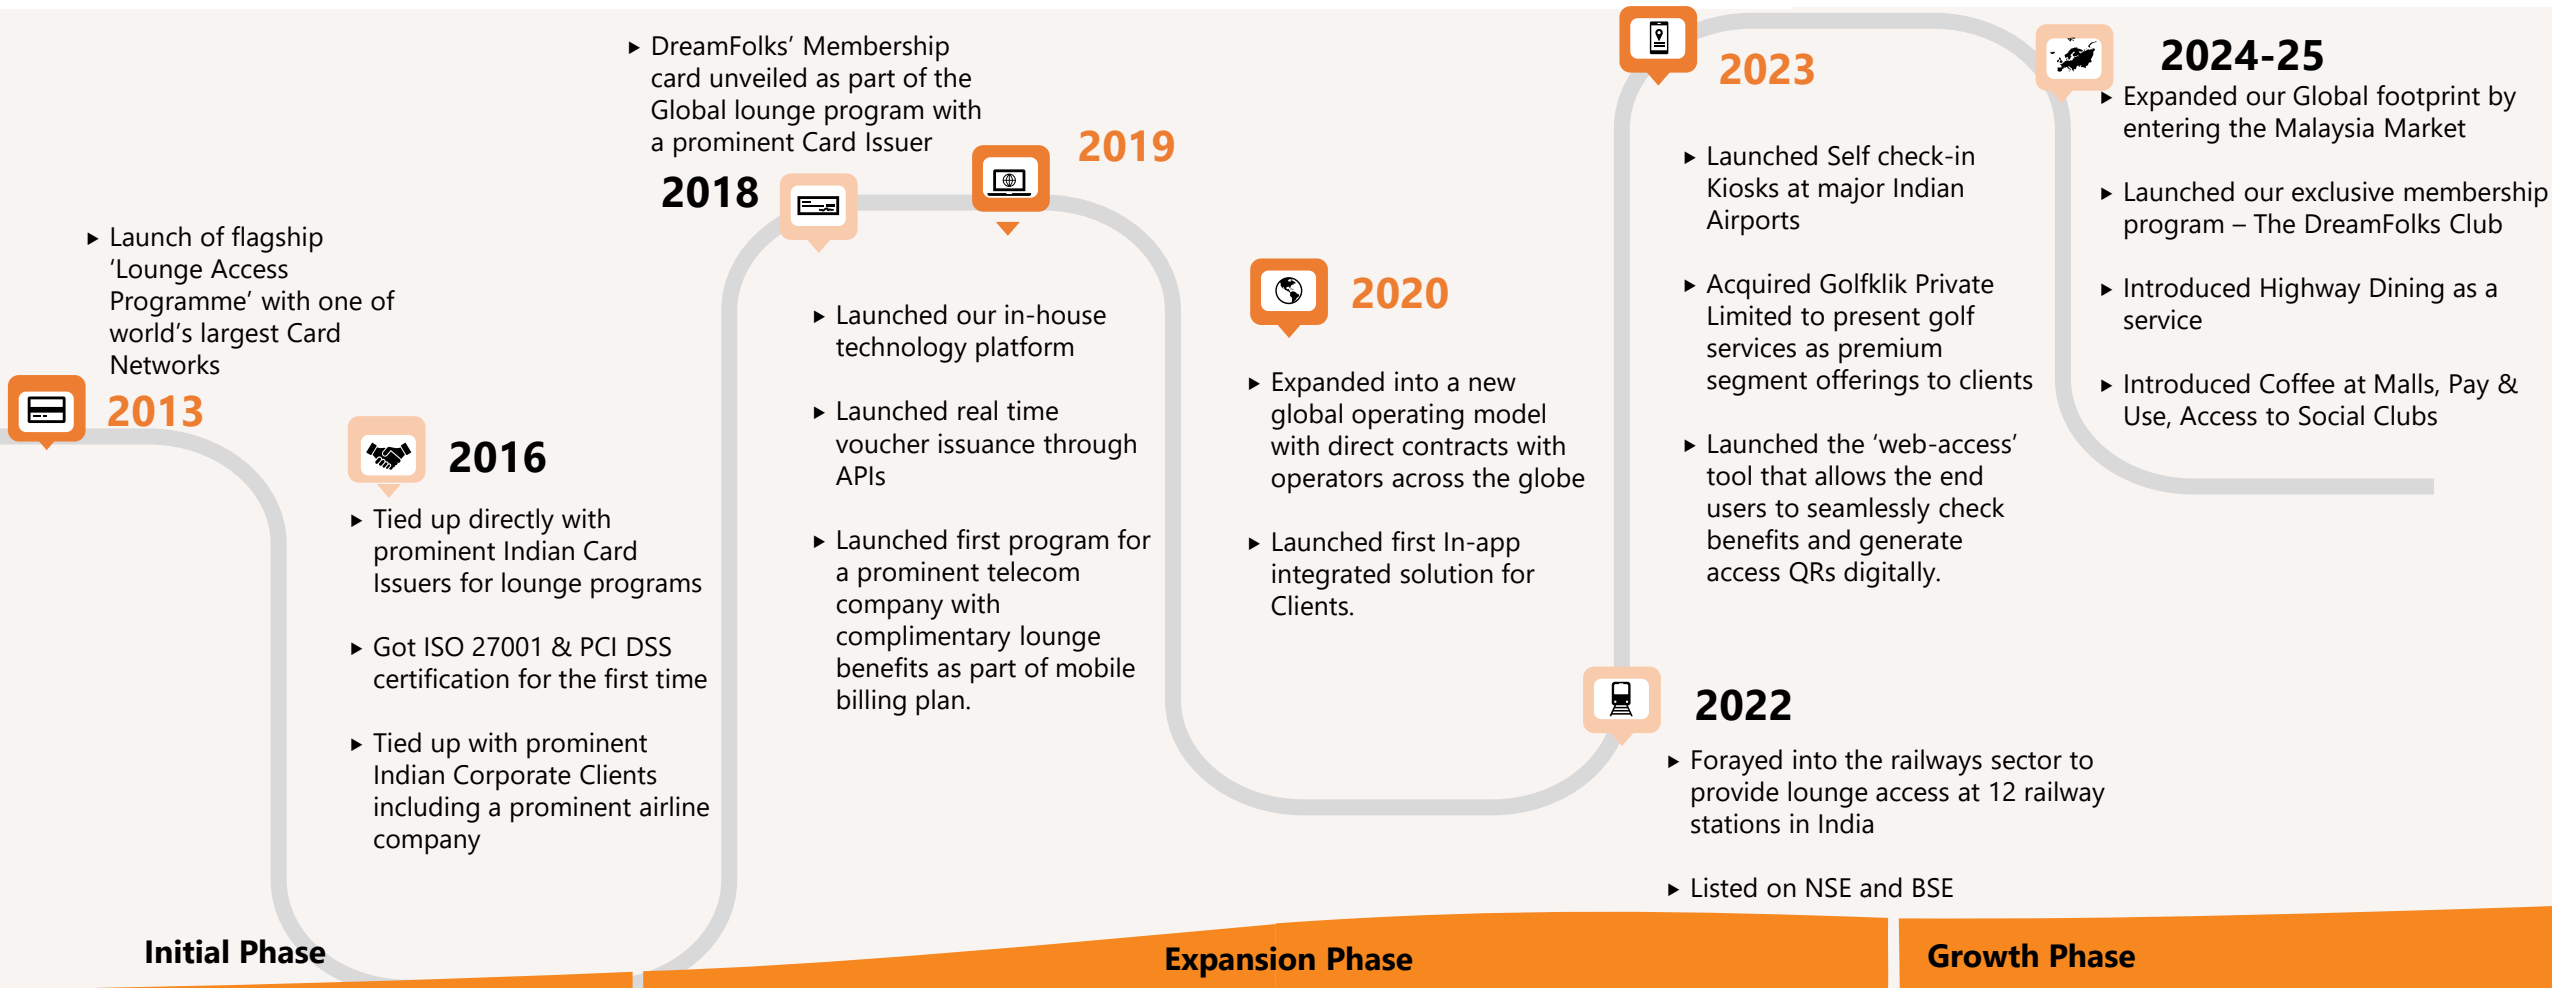 ▶ Launch of flagship
‘Lounge Access
Programme’ with one of
world’s largest Card
Networks
2013
2016
▶ Tied up directly with
prominent Indian Card
Issuers for lounge programs
▶ Got ISO 27001 & PCI DSS
certification for the first time
▶ Tied up with prominent
Indian Corporate Clients
including a prominent airline
company
▶ DreamFolks’ Membership
card unveiled as part of the
Global lounge program with
a prominent Card Issuer
2018
2019
▶ Launched our in-house
technology platform
▶ Launched real time
voucher issuance through
APIs
▶ Launched first program for
a prominent telecom
company with
complimentary lounge
benefits as part of mobile
billing plan.
2020
▶ Expanded into a new
global operating model
with direct contracts with
operators across the globe
▶ Launched first In-app
integrated solution for
Clients.
2022
▶ Forayed into the railways sector to
provide lounge access at 12 railway
stations in India
▶ Listed on NSE and BSE
2023
▶ Launched Self check-in
Kiosks at major Indian
Airports
▶ Acquired Golfklik Private
Limited to present golf
services as premium
segment offerings to clients
▶ Launched the ‘web-access’
tool that allows the end
users to seamlessly check
benefits and generate
access QRs digitally.
2024-25
▶ Expanded our Global footprint by
entering the Malaysia Market
▶ Launched our exclusive membership
program – The DreamFolks Club
▶ Introduced Highway Dining as a
service
▶ Introduced Coffee at Malls, Pay &
Use, Access to Social Clubs
Initial Phase
Expansion Phase
Growth Phase